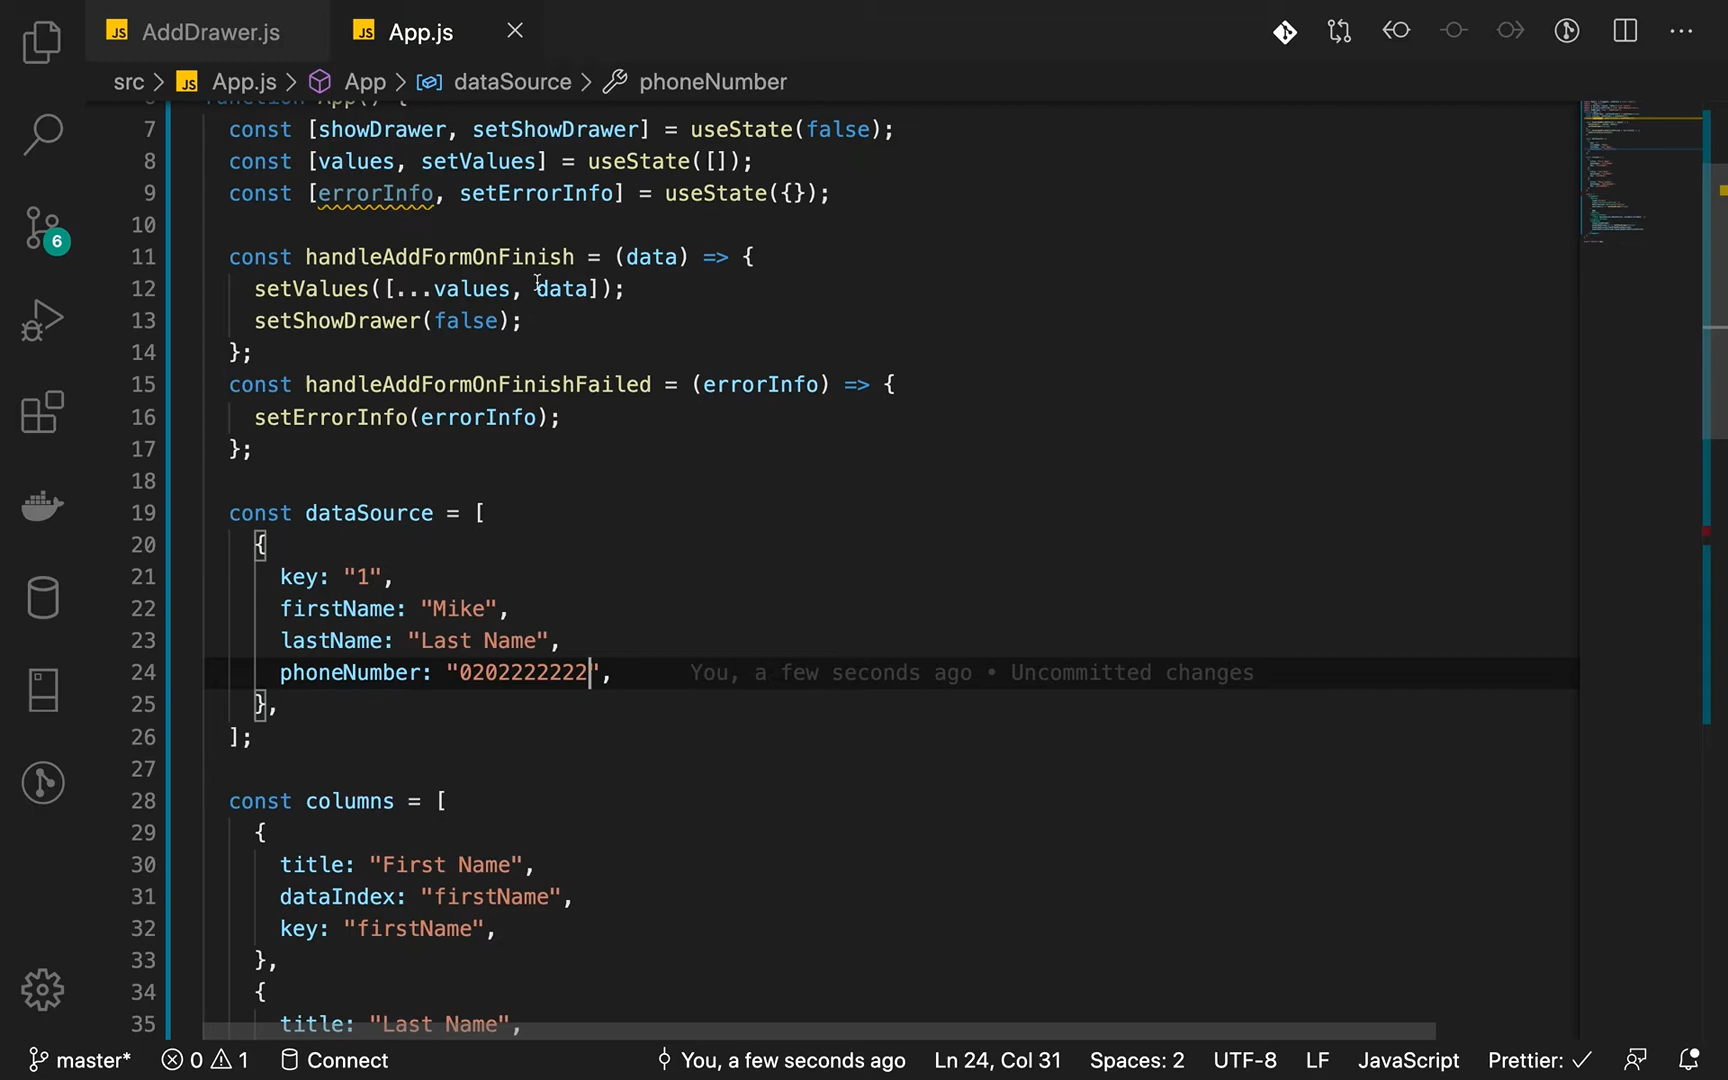 JS AddDrawer.js JS App.js
src > JS App.js > App > dataSource > phoneNumber
7 const [showDrawer, setShowDrawer] = useState(false);
8 const [values, setValues] = useState([]);
9 const [errorInfo, setErrorInfo] = useState({});
10
11 const handleAddFormOnFinish = (data) => {
12 setValues([...values, data]);
13 setShowDrawer(false);
14 };
15 const handleAddFormOnFinishFailed = (errorInfo) => {
16 setErrorInfo(errorInfo);
17 };
18
19 const dataSource = [
20 {
21 key: "1",
22 firstName: "Mike",
23 lastName: "Last Name",
24 phoneNumber: "0202222222", You, a few seconds ago • Uncommitted changes
25 },
26 ];
27
28 const columns = [
29 {
30 title: "First Name",
31 dataIndex: "firstName",
32 key: "firstName",
33 },
34 {
35 title: "Last Name",
6
master* 0 1 Connect You, a few seconds ago Ln 24, Col 31 Spaces: 2 UTF-8 LF JavaScript Prettier: ✓